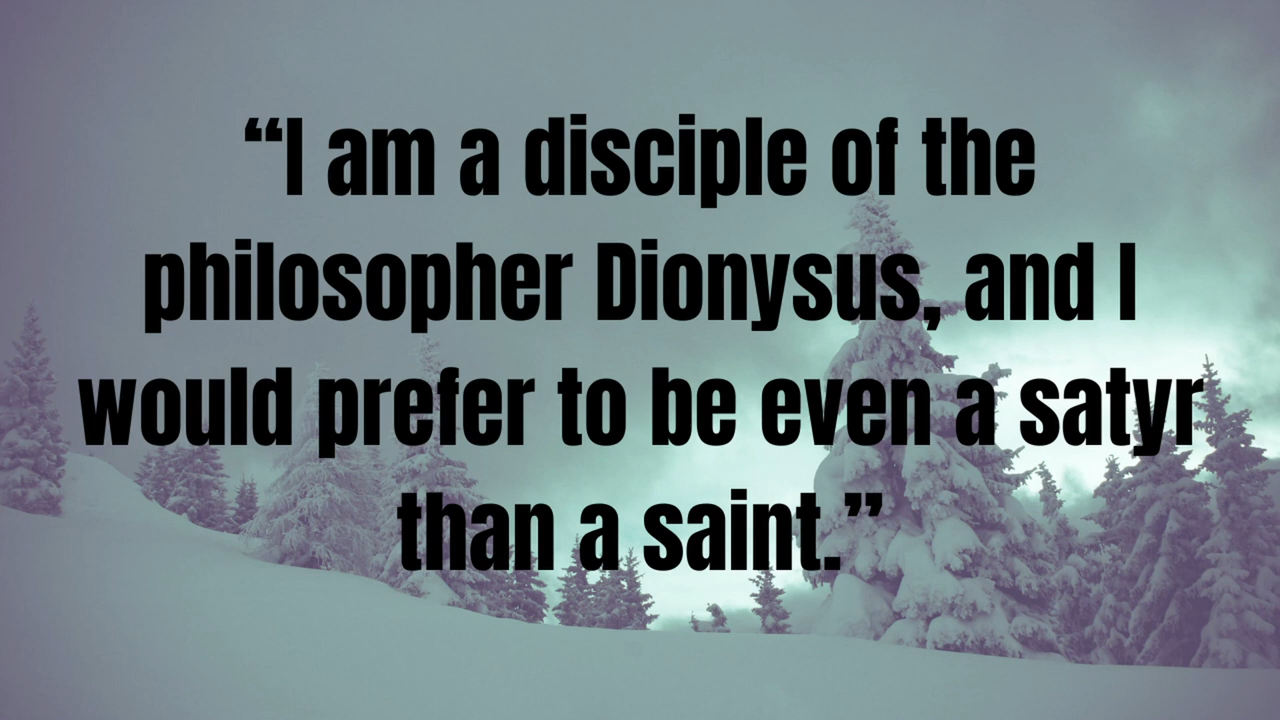 “I am a disciple of the
philosopher Dionysus, and I
would prefer to be even a satyr
than a saint.”